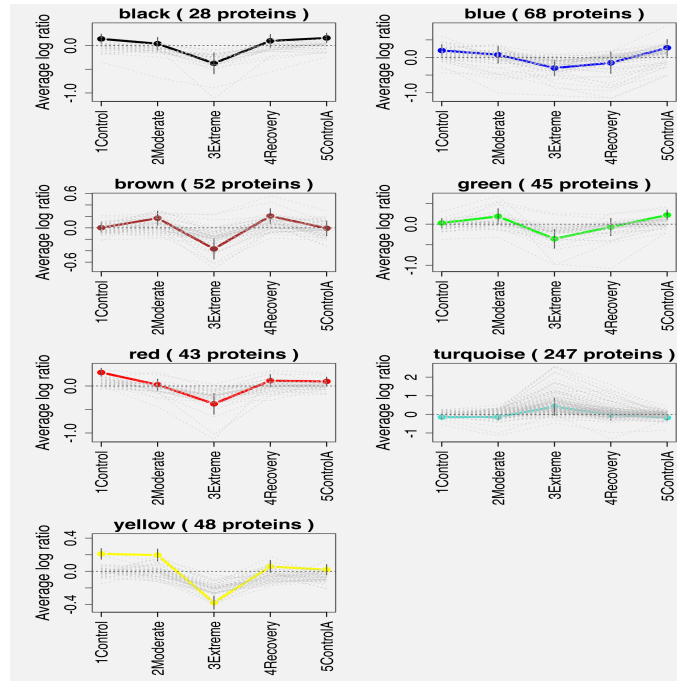 black ( 28 proteins )
Average log ratio
0.0
-1.0
1Control
2Moderate
3Extreme
4Recovery
5ControlA
blue ( 68 proteins )
Average log ratio
0.0
-1.0
1Control
2Moderate
3Extreme
4Recovery
5ControlA
brown ( 52 proteins )
Average log ratio
0.6
0.0
-0.6
1Control
2Moderate
3Extreme
4Recovery
5ControlA
green ( 45 proteins )
Average log ratio
0.0
-1.0
1Control
2Moderate
3Extreme
4Recovery
5ControlA
red ( 43 proteins )
Average log ratio
0.0
-1.0
1Control
2Moderate
3Extreme
4Recovery
5ControlA
turquoise ( 247 proteins )
Average log ratio
2
1
0
-1
1Control
2Moderate
3Extreme
4Recovery
5ControlA
yellow ( 48 proteins )
Average log ratio
0.4
0.0
-0.4
1Control
2Moderate
3Extreme
4Recovery
5ControlA